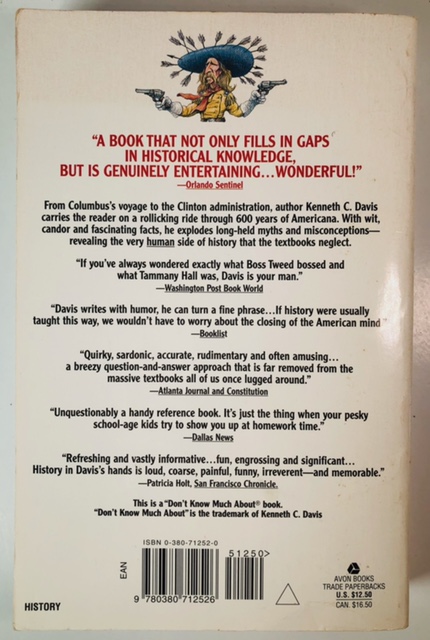 “A BOOK THAT NOT ONLY FILLS IN GAPS
IN HISTORICAL KNOWLEDGE,
BUT IS GENUINELY ENTERTAINING...WONDERFUL!”
—Orlando Sentinel
From Columbus's voyage to the Clinton administration, author Kenneth C. Davis
carries the reader on a rollicking ride through 600 years of Americana. With wit,
candor and fascinating facts, he explodes long-held myths and misconceptions—
revealing the very human side of history that the textbooks neglect.
“If you've always wondered exactly what Boss Tweed bossed and
what Tammany Hall was, Davis is your man.”
—Washington Post Book World
“Davis writes with humor, he can turn a fine phrase...If history were usually
taught this way, we wouldn't have to worry about the closing of the American mind”
—Booklist
“Quirky, sardonic, accurate, rudimentary and often amusing...
a breezy question-and-answer approach that is far removed from the
massive textbooks all of us once lugged around.”
—Atlanta Journal and Constitution
“Unquestionably a handy reference book. It's just the thing when your pesky
school-age kids try to show you up at homework time.”
—Dallas News
“Refreshing and vastly informative...fun, engrossing and significant...
History in Davis's hands is loud, coarse, painful, funny, irreverent—and memorable.”
—Patricia Holt, San Francisco Chronicle.
This is a “Don't Know Much About® book.
“Don't Know Much About” is the trademark of Kenneth C. Davis
ISBN 0-380-71252-0
51250>
EAN
9 780380 712526
AVON BOOKS
TRADE PAPERBACKS
U.S. $12.50
CAN. $16.50
HISTORY